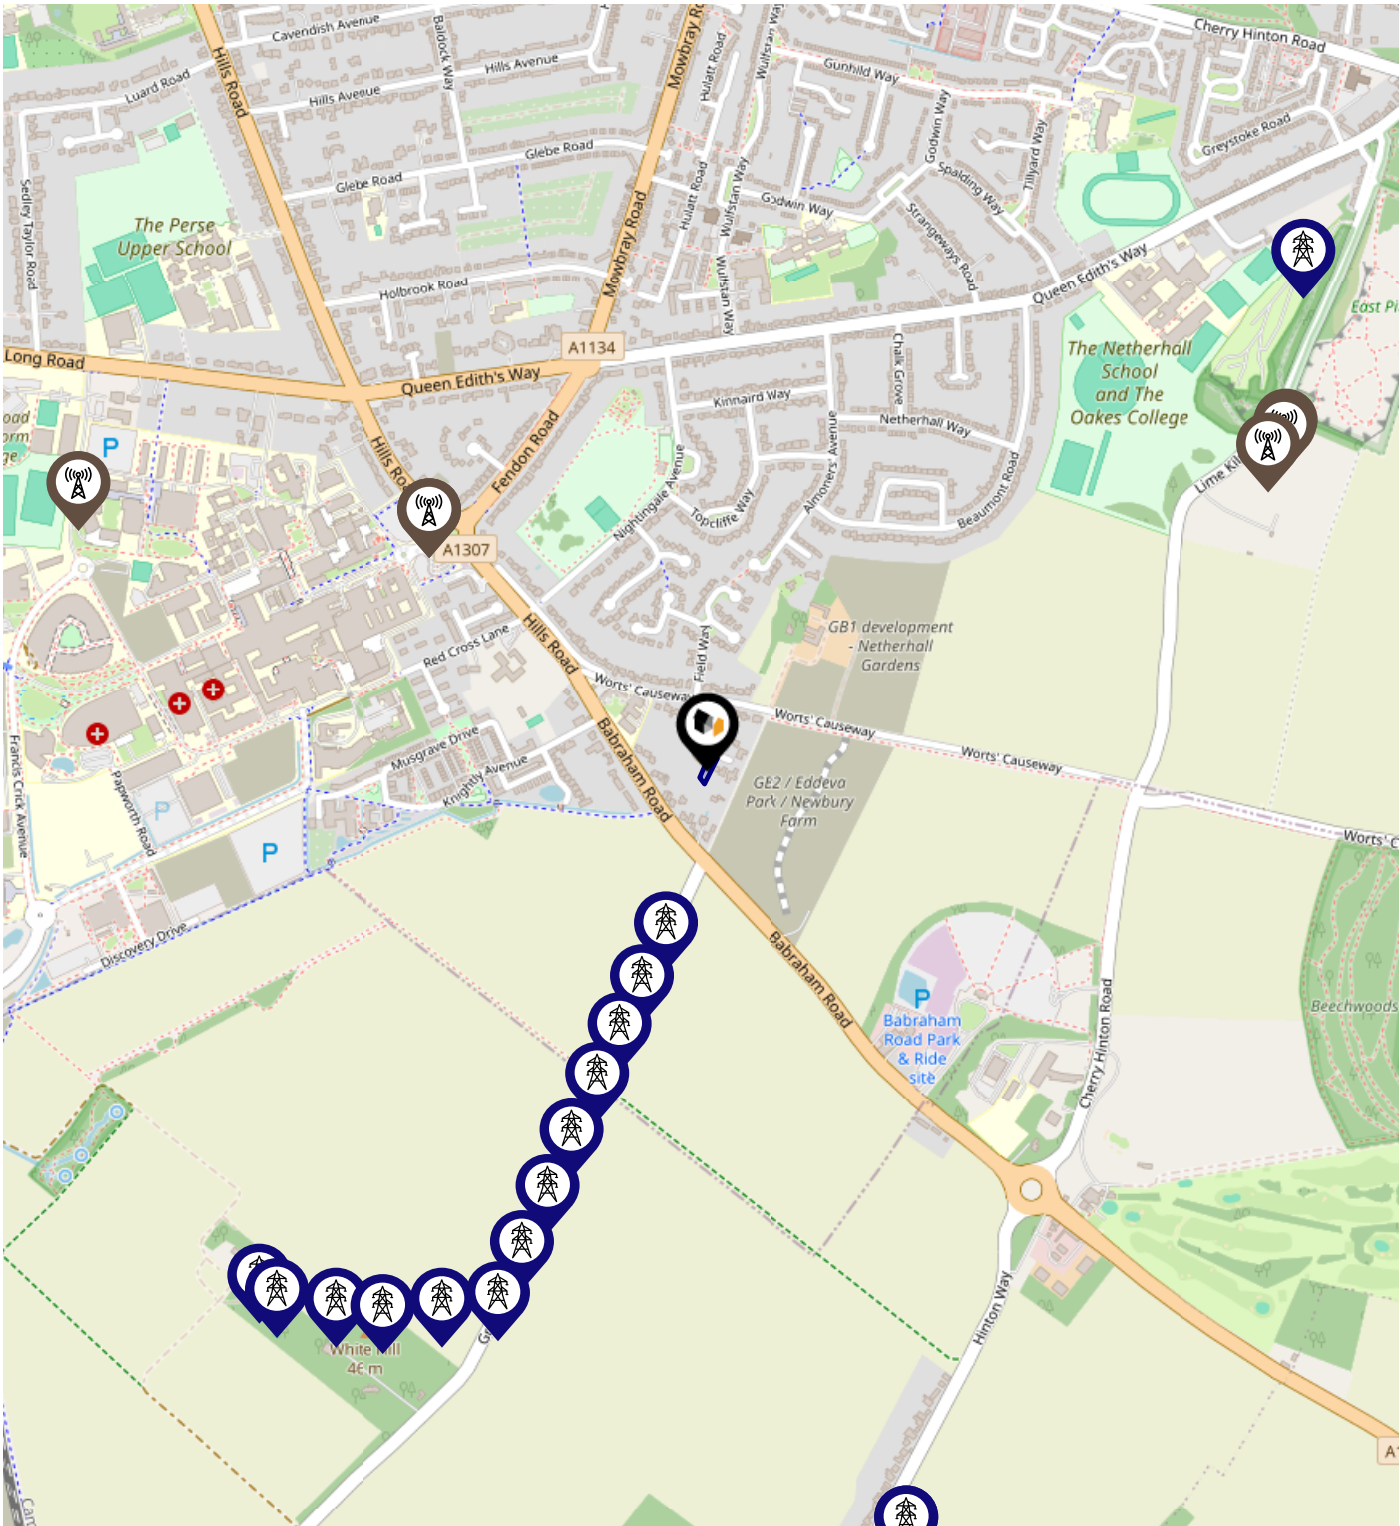 Cavendish Avenue
Baldock Way
Hills Road
Mowbray Road
Hulatt Road
Cherry Hinton Road
Luard Road
Hills Avenue
Hills Avenue
Gunhild Way
Godwin Way
Greystoke Road
Glebe Road
Glebe Road
Tillyard Way
Spalding Way
Sedley Taylor Road
Hulatt Road
Wulfstan Way
Godwin Way
Strangeways Road
The Perse
Upper School
Mowbray Road
Holbrook Road
Wulfstan Way
Queen Edith's Way
Long Road
A1134
Queen Edith's Way
Chalk Grove
The Netherhall
School
and The
Oakes College
Kinnaird Way
Netherhall Way
P
Hills Ro
Fendon Road
Nightingale Avenue
Topcliffe Way
Almoners Avenue
Beaumont Road
Lime Kil
A1307
Hills Road
Red Cross Lane
Field Way
GB1 development
- Netherhall
Gardens
Worts' Causeway
Worts' Causeway
Worts' Causeway
Worts' C
Francis Crick Avenue
Papworth Road
P
Musgrave Drive
Knightly Avenue
Babraham Road
GB2 / Eddeva
Park / Newbury
Farm
P
Discovery Drive
Babraham Road
P
Babraham
Road Park
& Ride
site
Cherry Hinton Road
Beechwoods
White Hill
46 m
Hinton Way